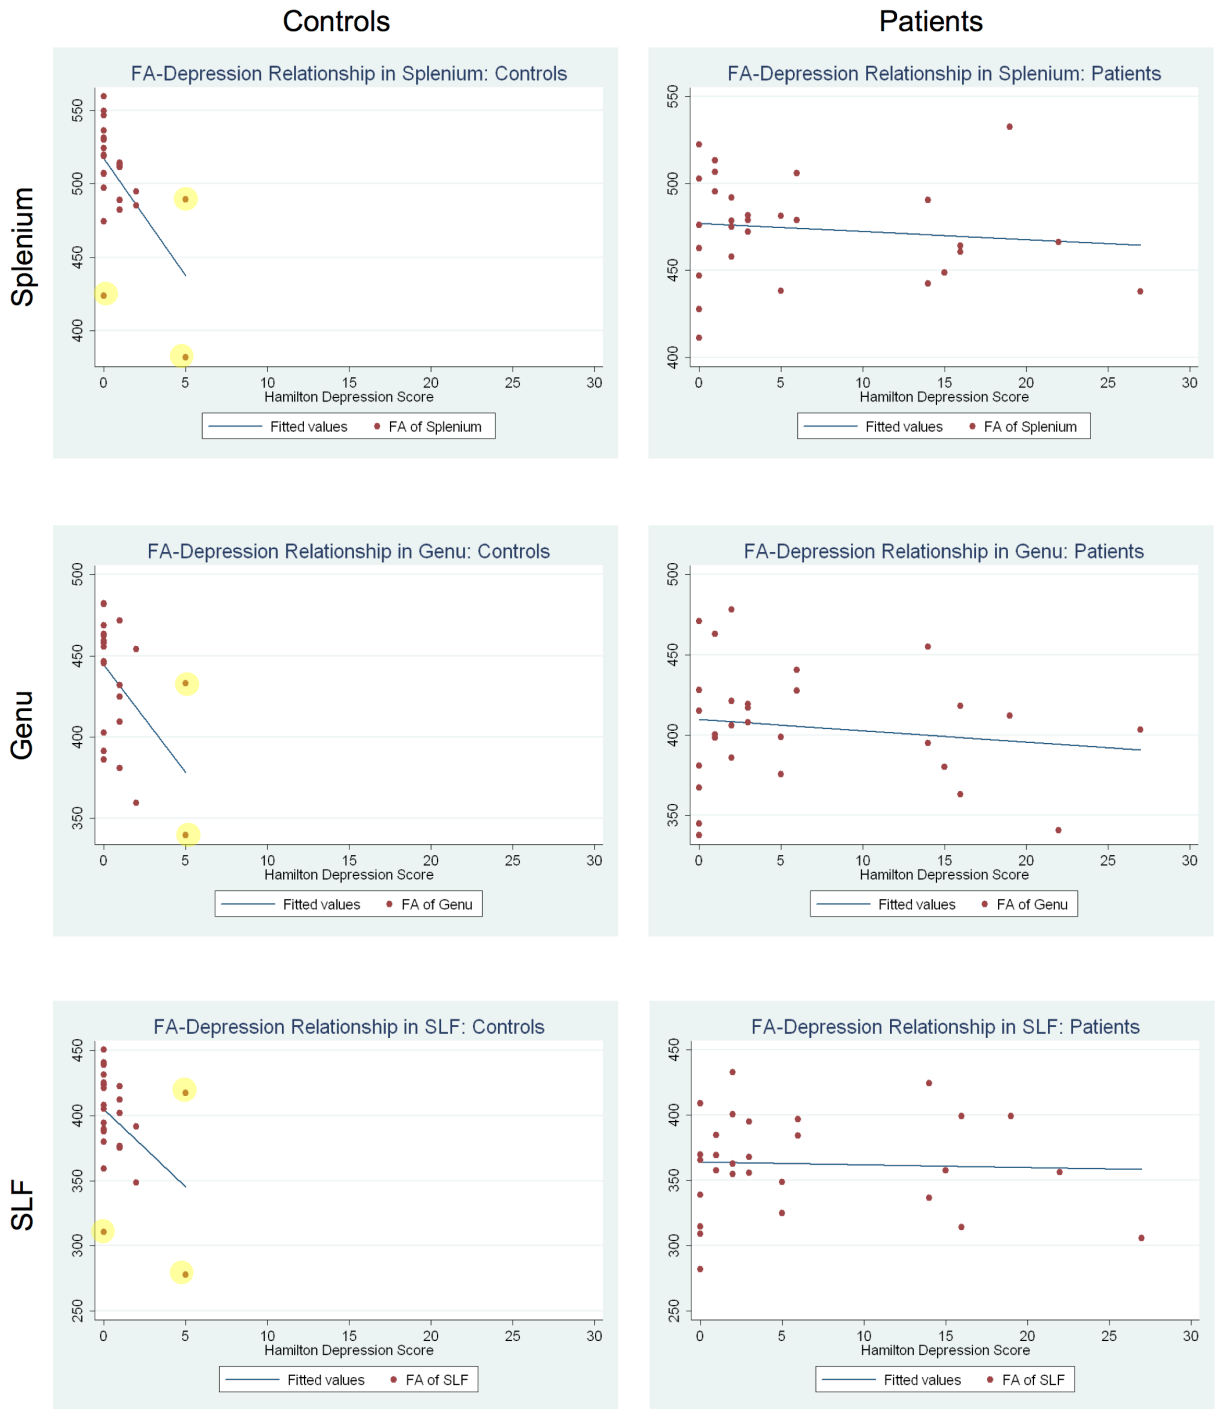 Controls
Patients
Splenium
FA-Depression Relationship in Splenium: Controls
550
500
450
400
0 5 10 15 20 25 30
Hamilton Depression Score
Fitted values FA of Splenium
FA-Depression Relationship in Splenium: Patients
550
500
450
400
0 5 10 15 20 25 30
Hamilton Depression Score
Fitted values FA of Splenium
Genu
FA-Depression Relationship in Genu: Controls
500
450
400
350
0 5 10 15 20 25 30
Hamilton Depression Score
Fitted values FA of Genu
FA-Depression Relationship in Genu: Patients
500
450
400
350
0 5 10 15 20 25 30
Hamilton Depression Score
Fitted values FA of Genu
SLF
FA-Depression Relationship in SLF: Controls
450
400
350
300
250
0 5 10 15 20 25 30
Hamilton Depression Score
Fitted values FA of SLF
FA-Depression Relationship in SLF: Patients
450
400
350
300
250
0 5 10 15 20 25 30
Hamilton Depression Score
Fitted values FA of SLF